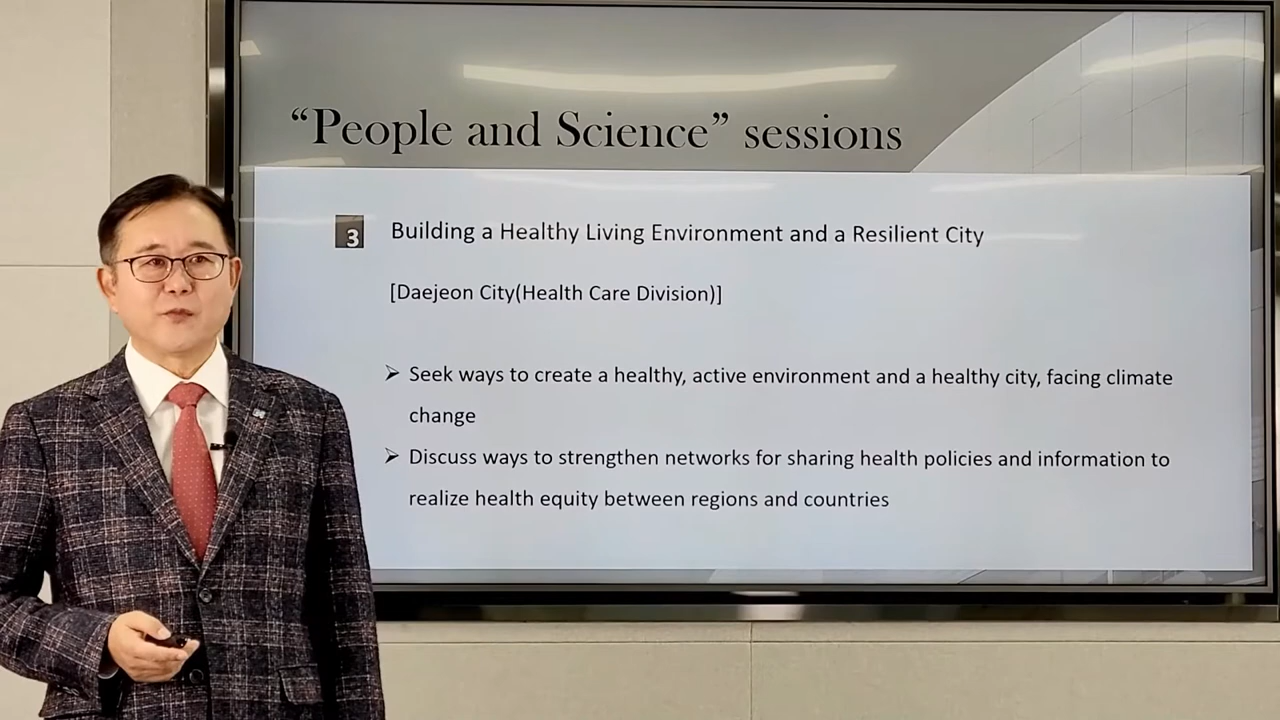 “People and Science” sessions
3 Building a Healthy Living Environment and a Resilient City
[Daejeon City(Health Care Division)]
➢ Seek ways to create a healthy, active environment and a healthy city, facing climate
change
➢ Discuss ways to strengthen networks for sharing health policies and information to
realize health equity between regions and countries